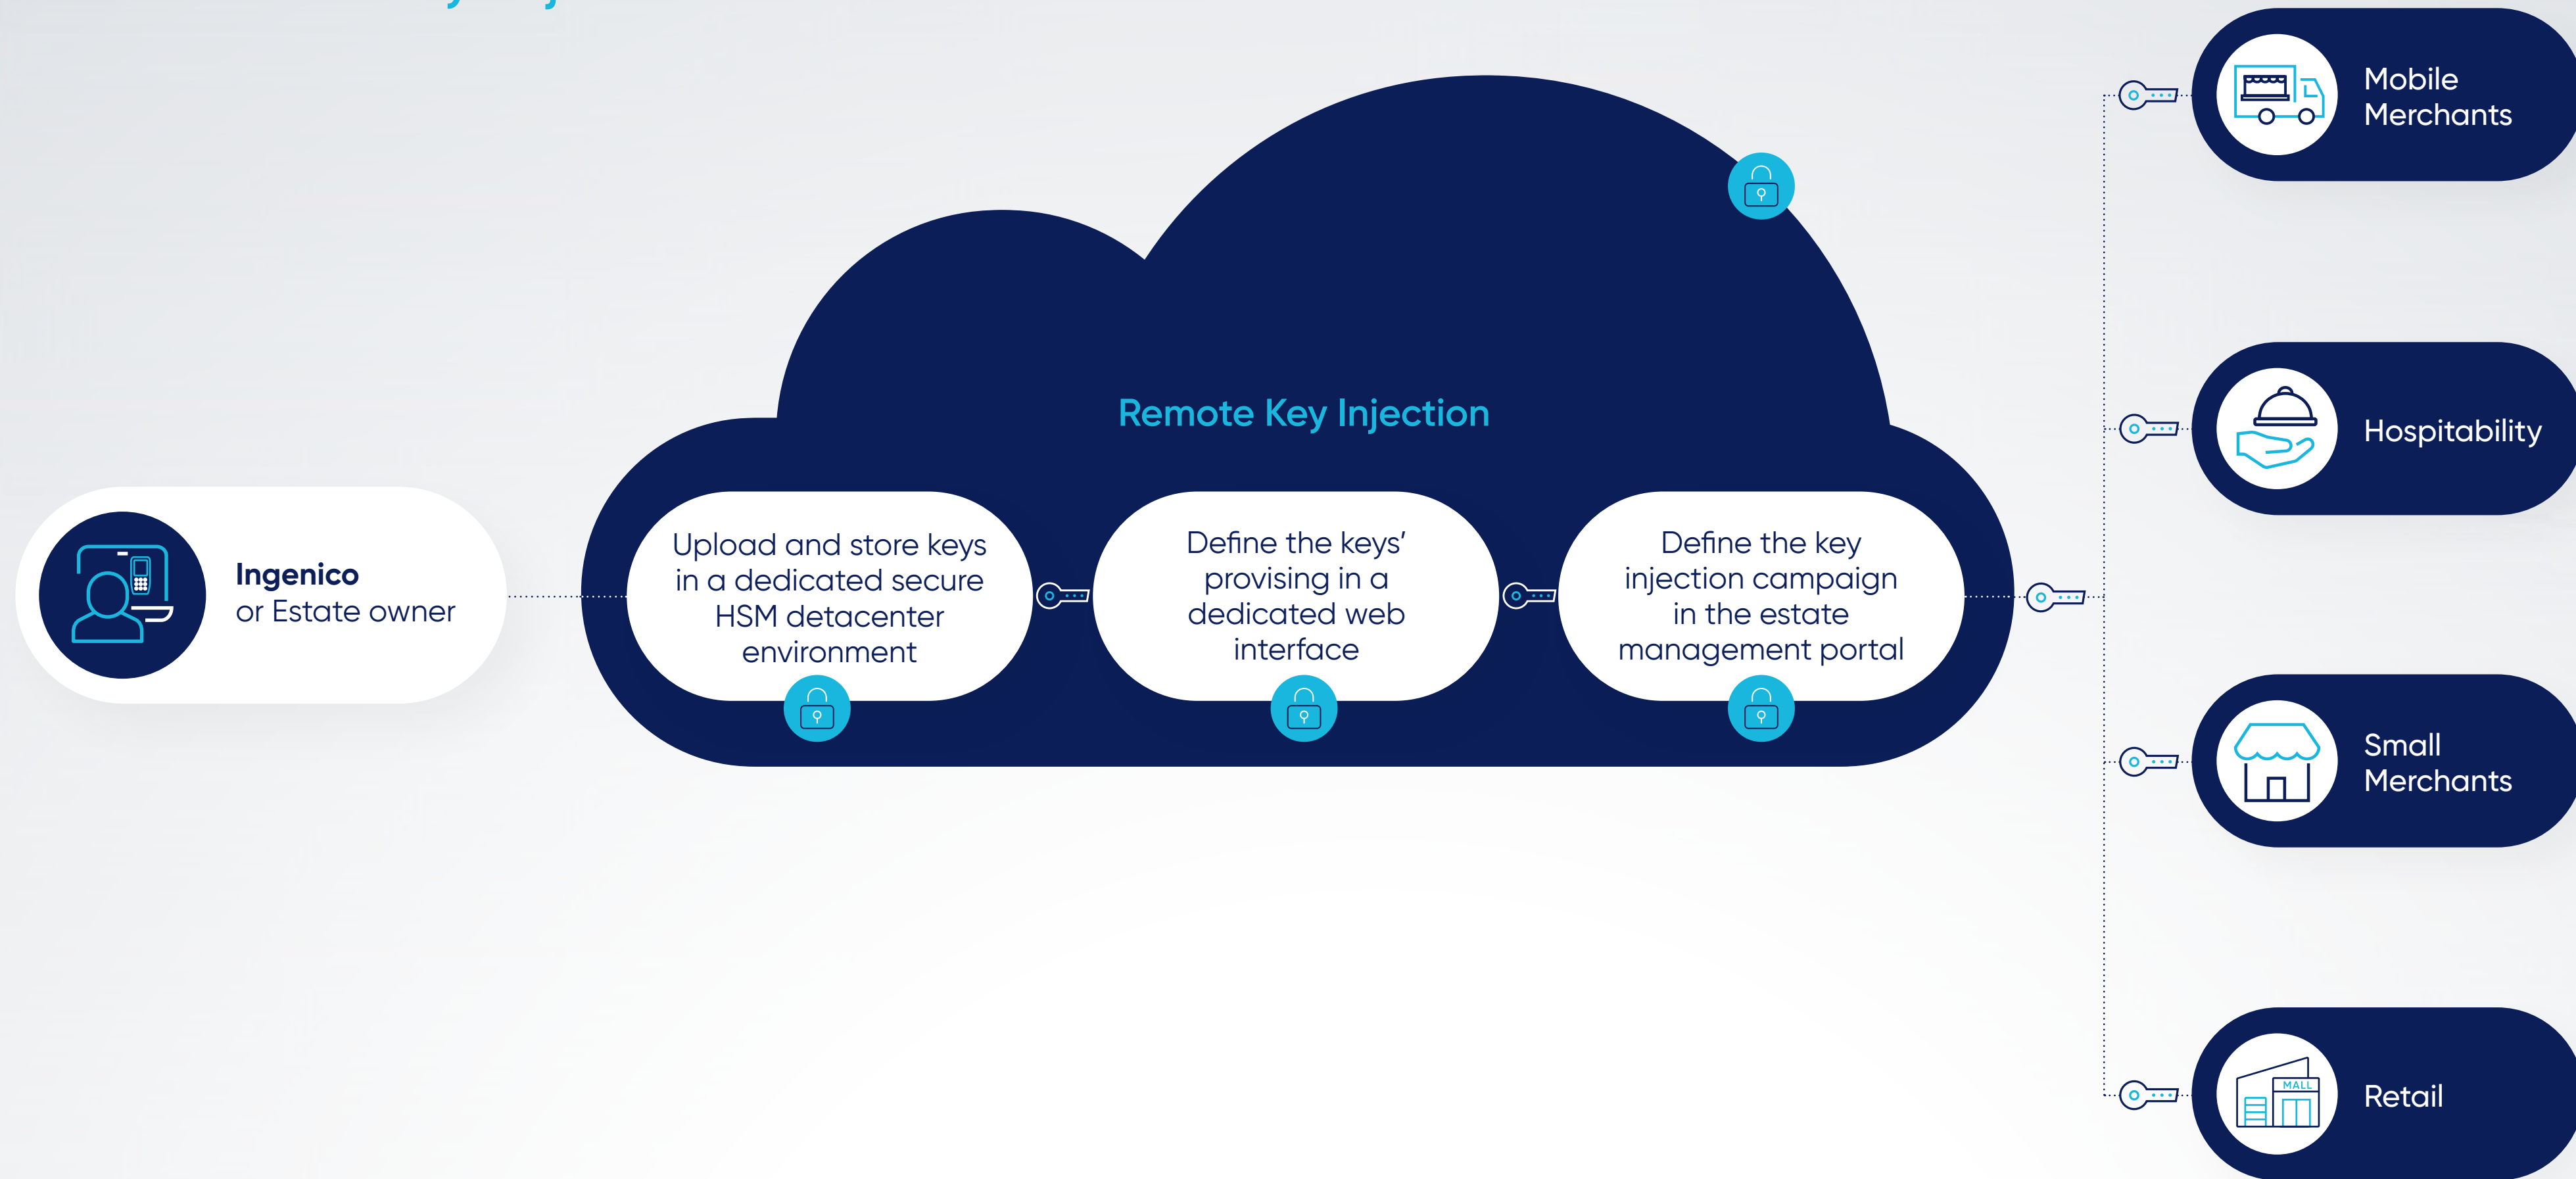 Remote Key Injection
Ingenico
or Estate owner
Upload and store keys
in a dedicated secure
HSM detacenter
environment
Define the keys’
provising in a
dedicated web
interface
Define the key
injection campaign
in the estate
management portal
Mobile
Merchants
Hospitability
Small
Merchants
MALL
Retail